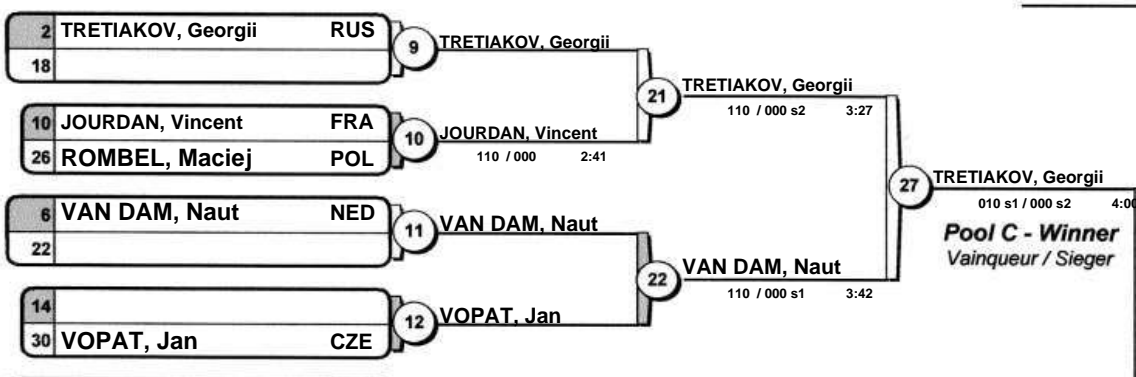 2 TRETIAKOV, Georgii RUS
18
9
TRETIAKOV, Georgii
10 JOURDAN, Vincent FRA
26 ROMBEL, Maciej POL
10
JOURDAN, Vincent
110 / 000 2:41
21
TRETIAKOV, Georgii
110 / 000 s2 3:27
6 VAN DAM, Naut NED
22
11
VAN DAM, Naut
14
30 VOPAT, Jan CZE
12
VOPAT, Jan
22
VAN DAM, Naut
110 / 000 s1 3:42
27
TRETIAKOV, Georgii
010 s1 / 000 s2 4:00
Pool C - Winner
Vainqueur / Sieger